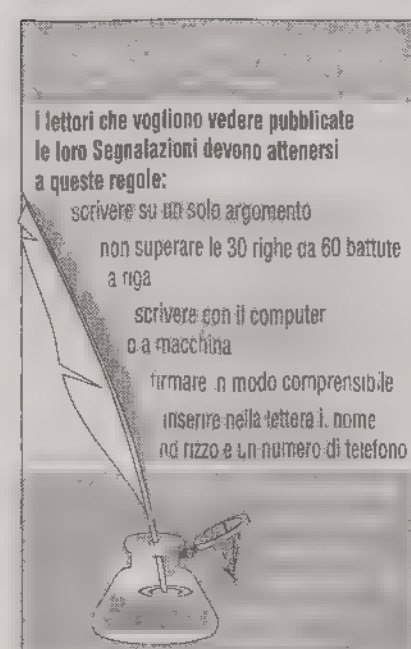 I lettori che vogliono vedere pubblicate
le loro Segnalazioni devono attenersi
a queste regole:
scrivere su un solo argomento
non superare le 30 righe da 60 battute
a riga
scrivere con il computer
o a macchina
firmare in modo comprensibile
inserire nella lettera il nome
indirizzo e un numero di telefono